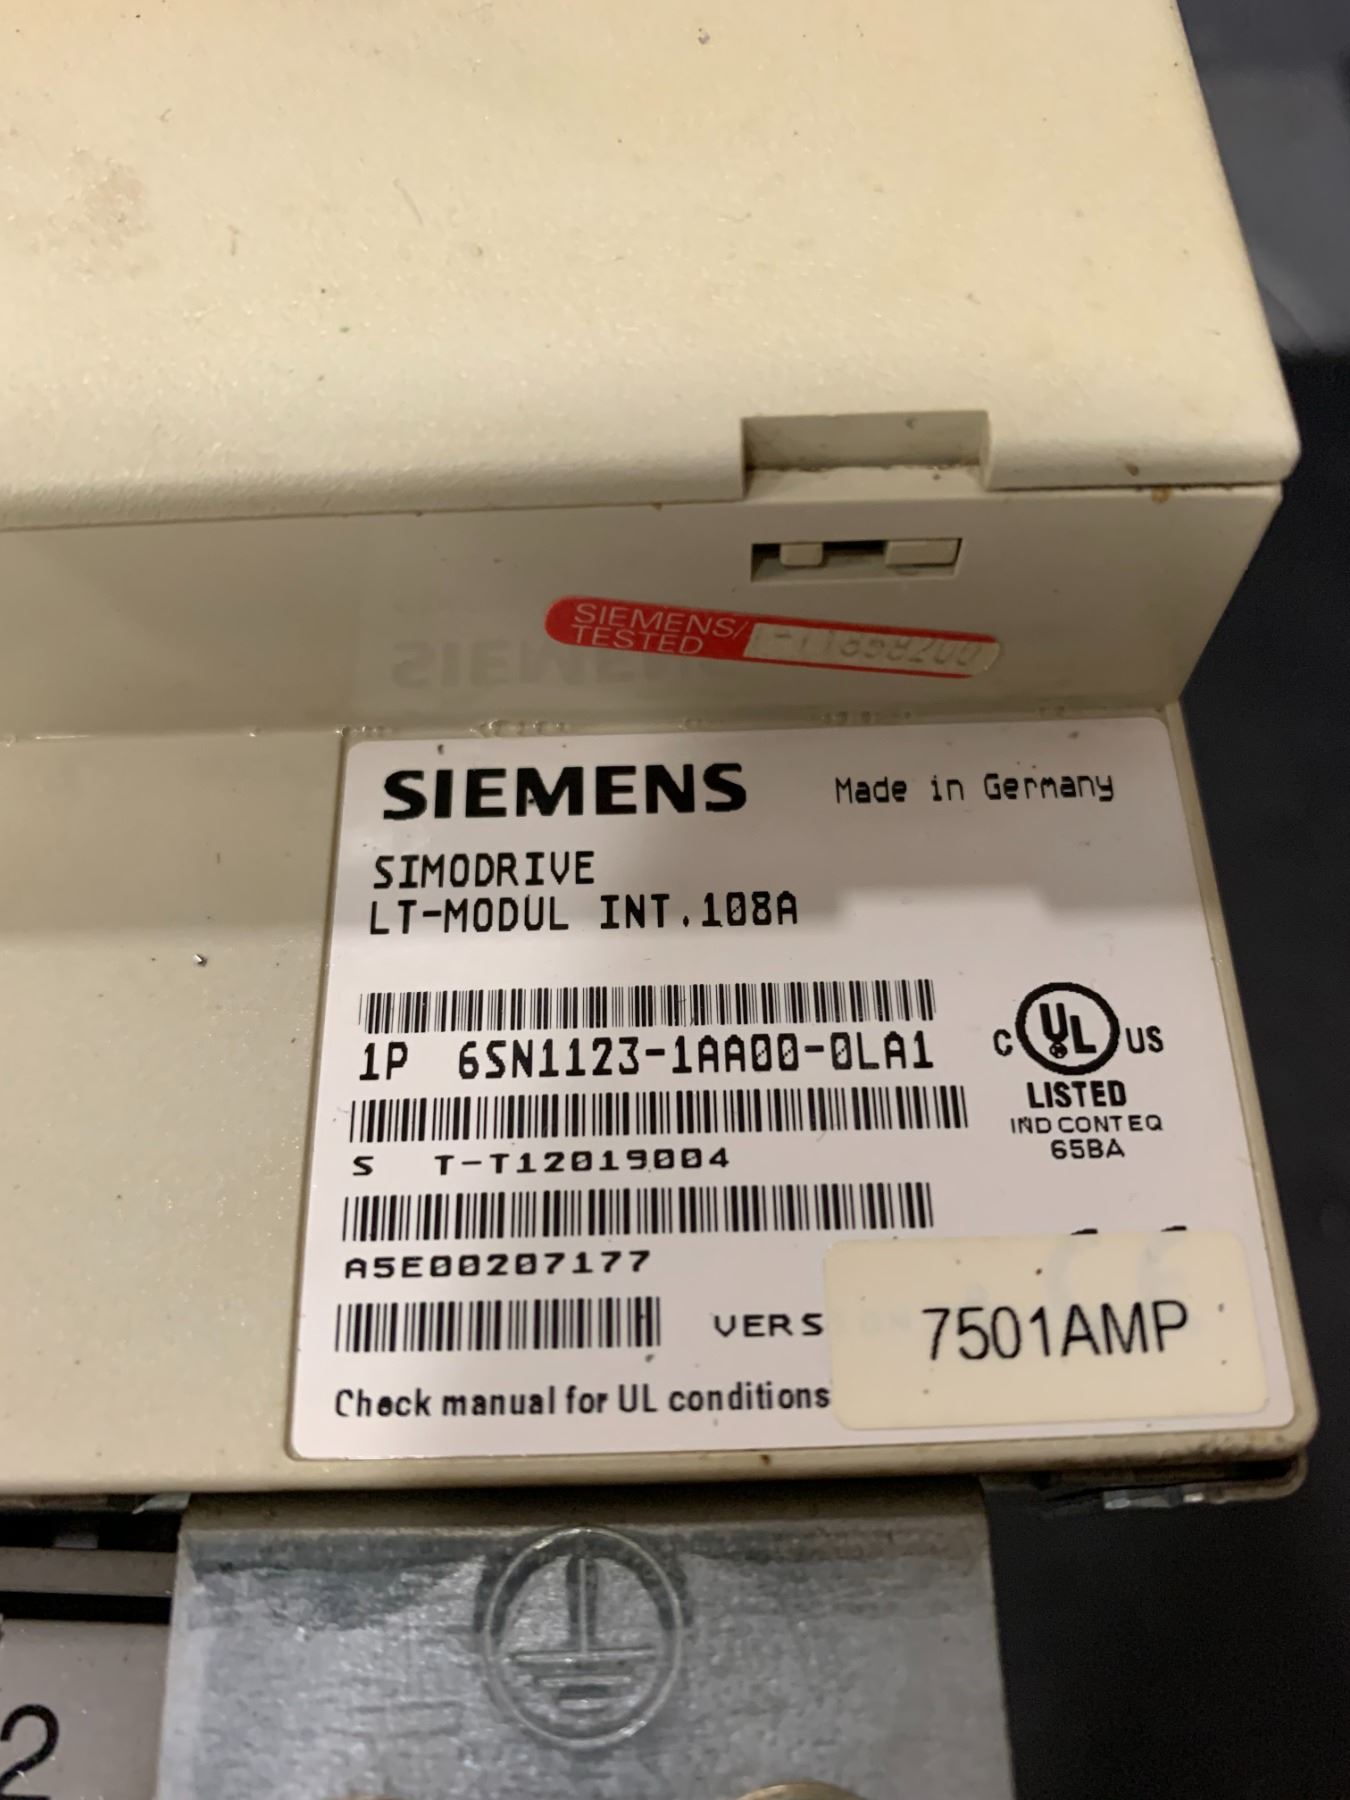 SIEMENS/
TESTED
SIEMENS Made in Germany
SIMODRIVE
LT-MODUL INT.108A
1P 6SN1123-1AA00-0LA1
C UL US
LISTED
IND CONT EQ
65BA
S T-T12019004
A5E00207177
VERS
7501AMP
Check manual for UL conditions
2